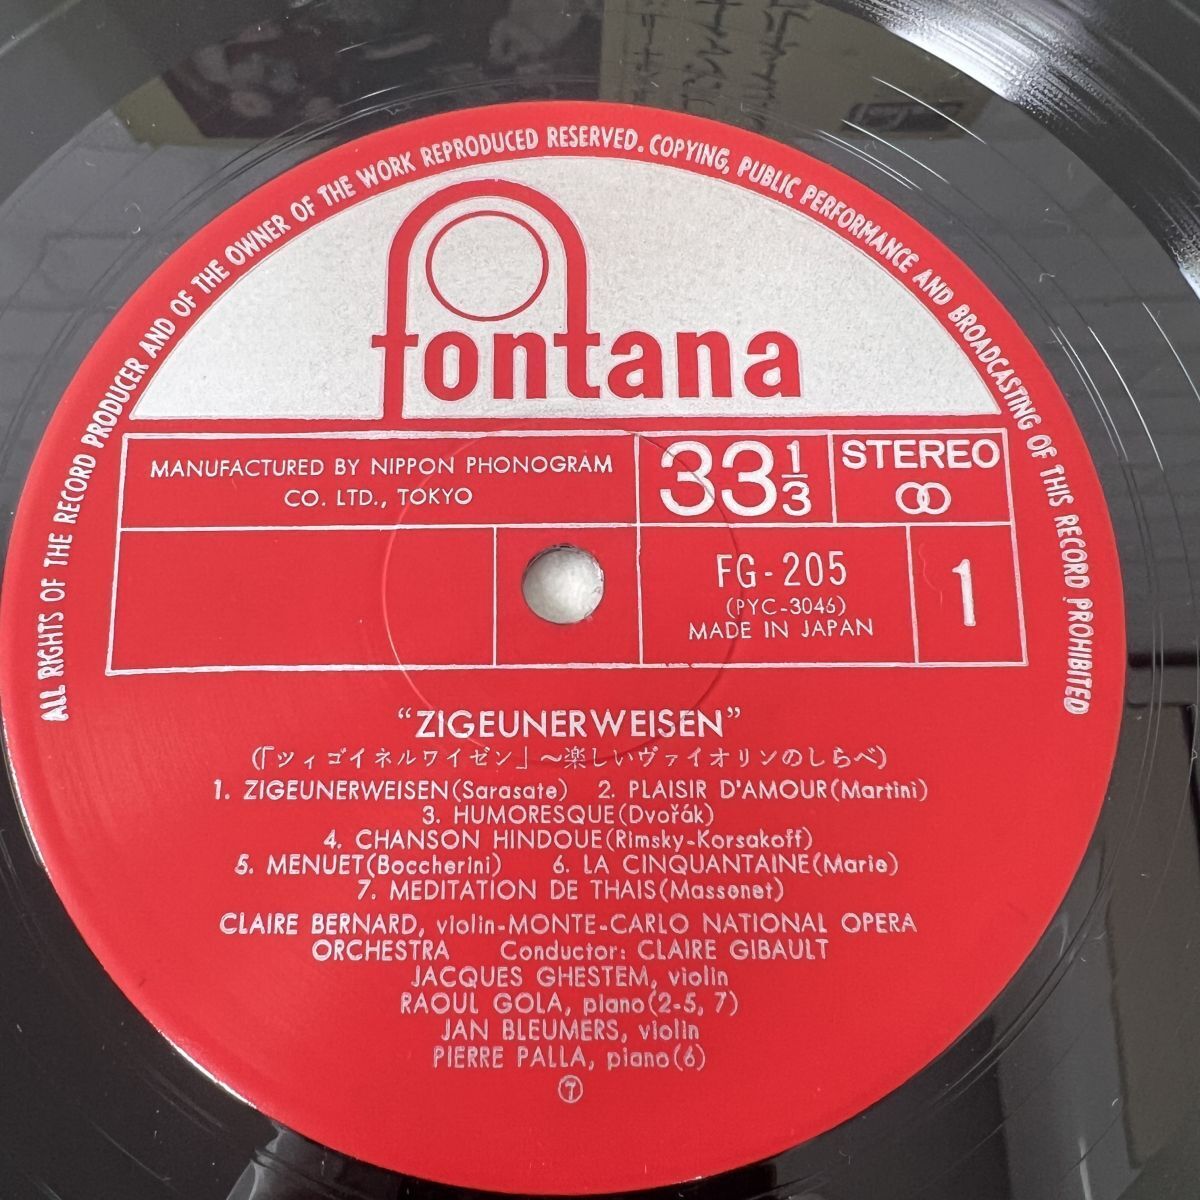 ALL RIGHTS OF THE RECORD PRODUCER AND OF THE OWNER OF THE WORK REPRODUCED RESERVED. COPYING, PUBLIC PERFORMANCE AND BROADCASTING OF THIS RECORD PROHIBITED
fontana
MANUFACTURED BY NIPPON PHONOGRAM
CO. LTD., TOKYO
33 1/3
STEREO
FG-205
(PYC-3046)
MADE IN JAPAN
1
“ZIGEUNERWEISEN”
(「ツィゴイネルワイゼン」～楽しいヴァイオリンのしらべ)
1. ZIGEUNERWEISEN(Sarasate) 2. PLAISIR D'AMOUR(Martini)
3. HUMORESQUE(Dvořák)
4. CHANSON HINDOUE(Rimsky-Korsakoff)
5. MENUET(Boccherini) 6. LA CINQUANTAINE(Marie)
7. MEDITATION DE THAIS(Massenet)
CLAIRE BERNARD, violin-MONTE-CARLO NATIONAL OPERA
ORCHESTRA Conductor: CLAIRE GIBAULT
JACQUES GHESTEM, violin
RAOUL GOLA, piano(2-5, 7)
JAN BLEUMERS, violin
PIERRE PALLA, piano(6)
⑦